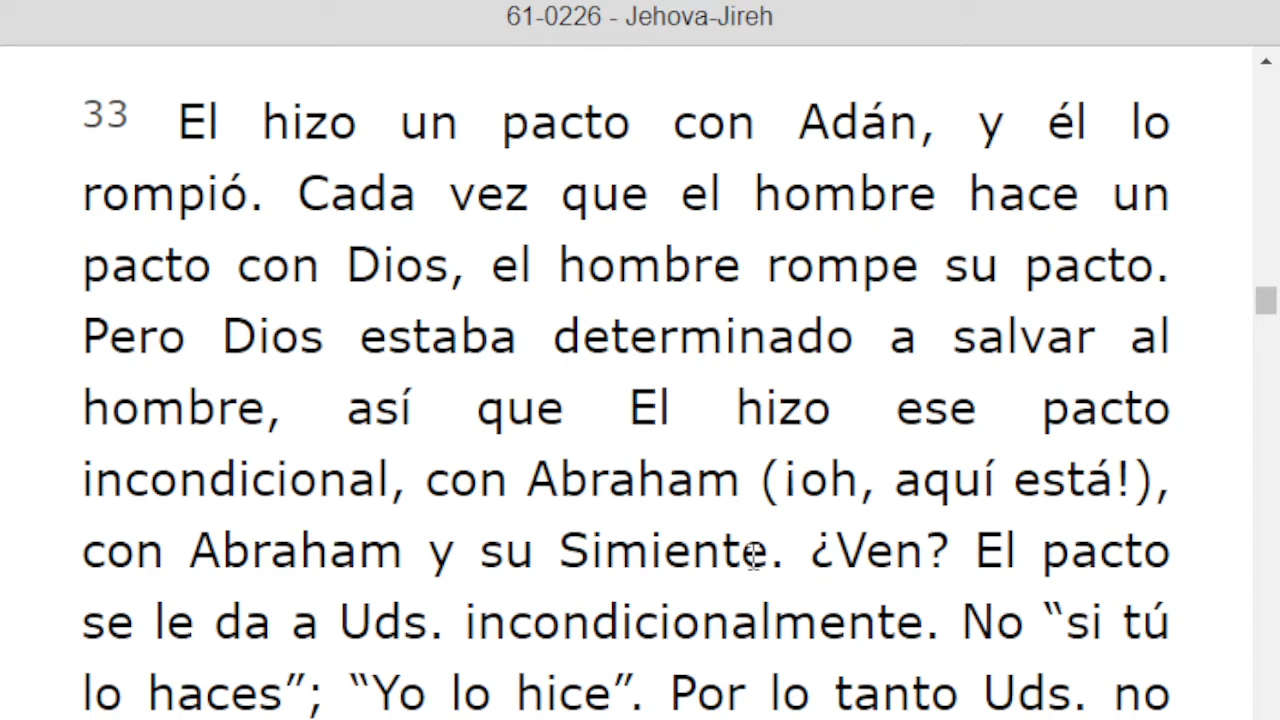 61-0226 - Jehova-Jireh
33 El hizo un pacto con Adán, y él lo
rompió. Cada vez que el hombre hace un
pacto con Dios, el hombre rompe su pacto.
Pero Dios estaba determinado a salvar al
hombre, así que El hizo ese pacto
incondicional, con Abraham (¡oh, aquí está!),
con Abraham y su Simiente. ¿Ven? El pacto
se le da a Uds. incondicionalmente. No “si tú
lo haces”; “Yo lo hice”. Por lo tanto Uds. no